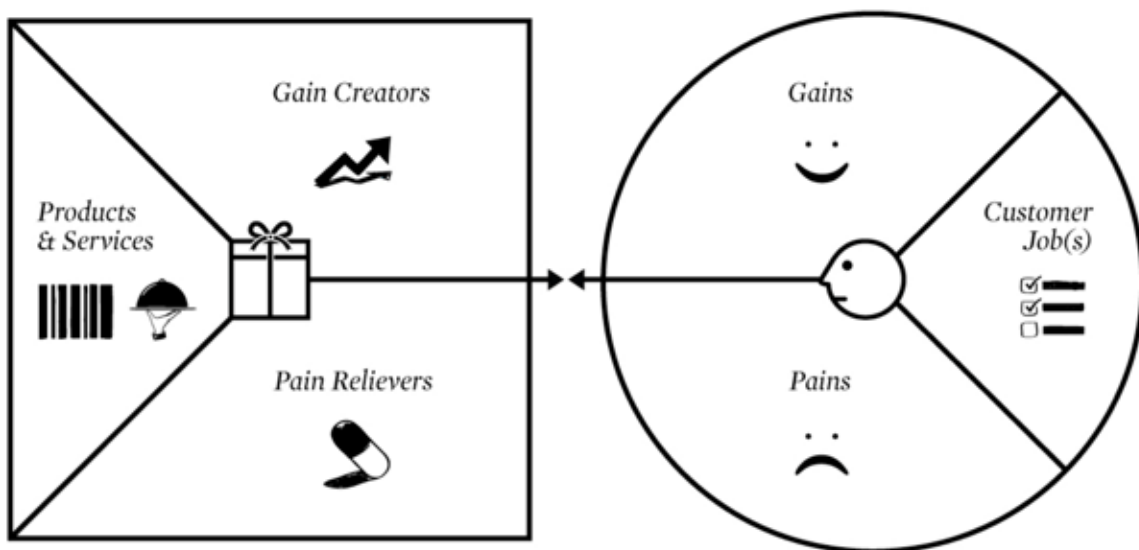 Gain Creators
Products
& Services
Pain Relievers
Gains
Customer
Job(s)
Pains